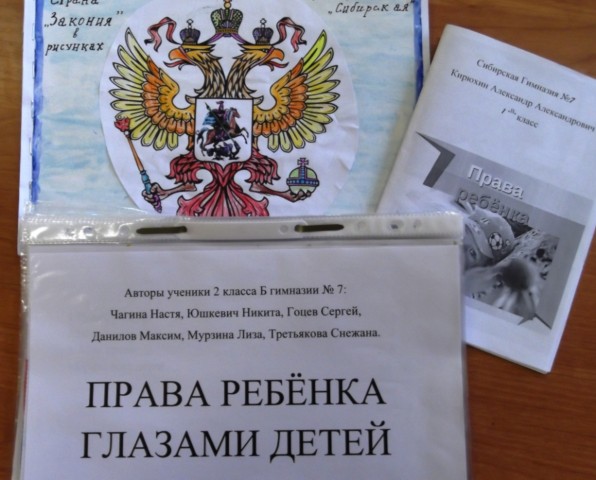 Страна
"Закония"
в
рисунках
"Сибирская"
Сибирская Гимназия №7
Кирюхин Александр Александрович
1 класс
Права
ребёнка
Авторы ученики 2 класса Б гимназии № 7:
Чагина Настя, Юшкевич Никита, Гоцев Сергей,
Данилов Максим, Мурзина Лиза, Третьякова Снежана.
ПРАВА РЕБЁНКА
ГЛАЗАМИ ДЕТЕЙ